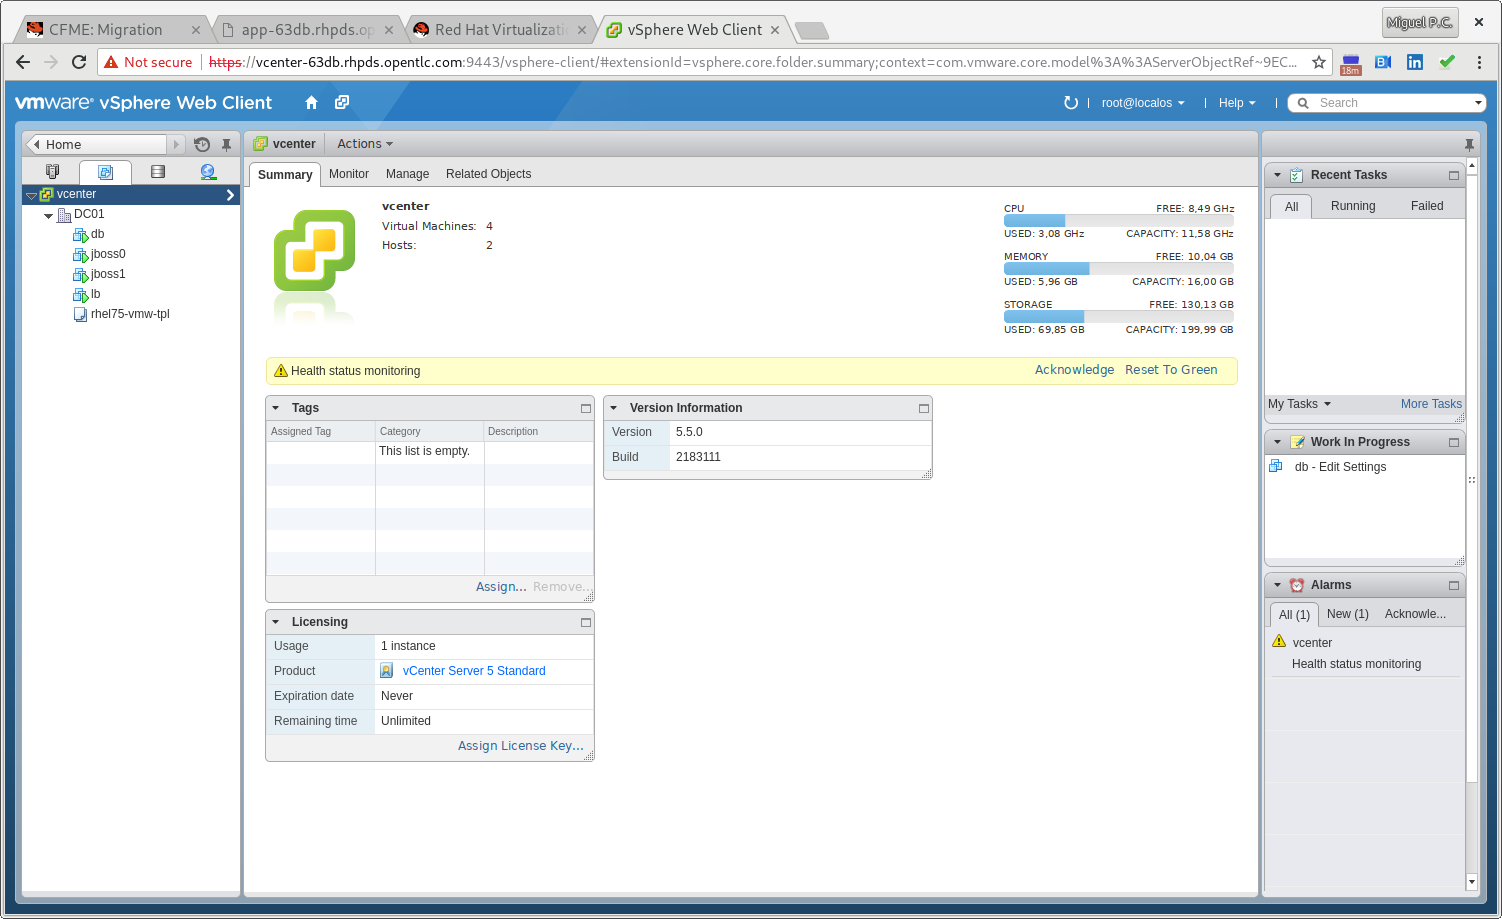 CFME: Migration
app-63db.rhpds.op
Red Hat Virtualizati
vSphere Web Client
Miguel P.C.
Not secure
https://vcenter-63db.rhpds.opentlc.com:9443/vsphere-client/#extensionId=vsphere.core.folder.summary;context=com.vmware.core.model%3A%3AServerObjectRef~9EC...
18m
vmware® vSphere Web Client
root@localos
Help
Search
Home
vcenter
DC01
db
jboss0
jboss1
lb
rhel75-vmw-tpl
vcenter
Actions
Summary
Monitor
Manage
Related Objects
vcenter
Virtual Machines: 4
Hosts: 2
CPU FREE: 8,49 GHz
USED: 3,08 GHz CAPACITY: 11,58 GHz
MEMORY FREE: 10,04 GB
USED: 5,96 GB CAPACITY: 16,00 GB
STORAGE FREE: 130,13 GB
USED: 69,85 GB CAPACITY: 199,99 GB
Health status monitoring
Acknowledge Reset To Green
Tags
Assigned Tag Category Description
This list is empty.
Assign... Remove...
Version Information
Version 5.5.0
Build 2183111
Licensing
Usage 1 instance
Product vCenter Server 5 Standard
Expiration date Never
Remaining time Unlimited
Assign License Key...
Recent Tasks
All Running Failed
My Tasks More Tasks
Work In Progress
db - Edit Settings
Alarms
All (1) New (1) Acknowle...
vcenter
Health status monitoring